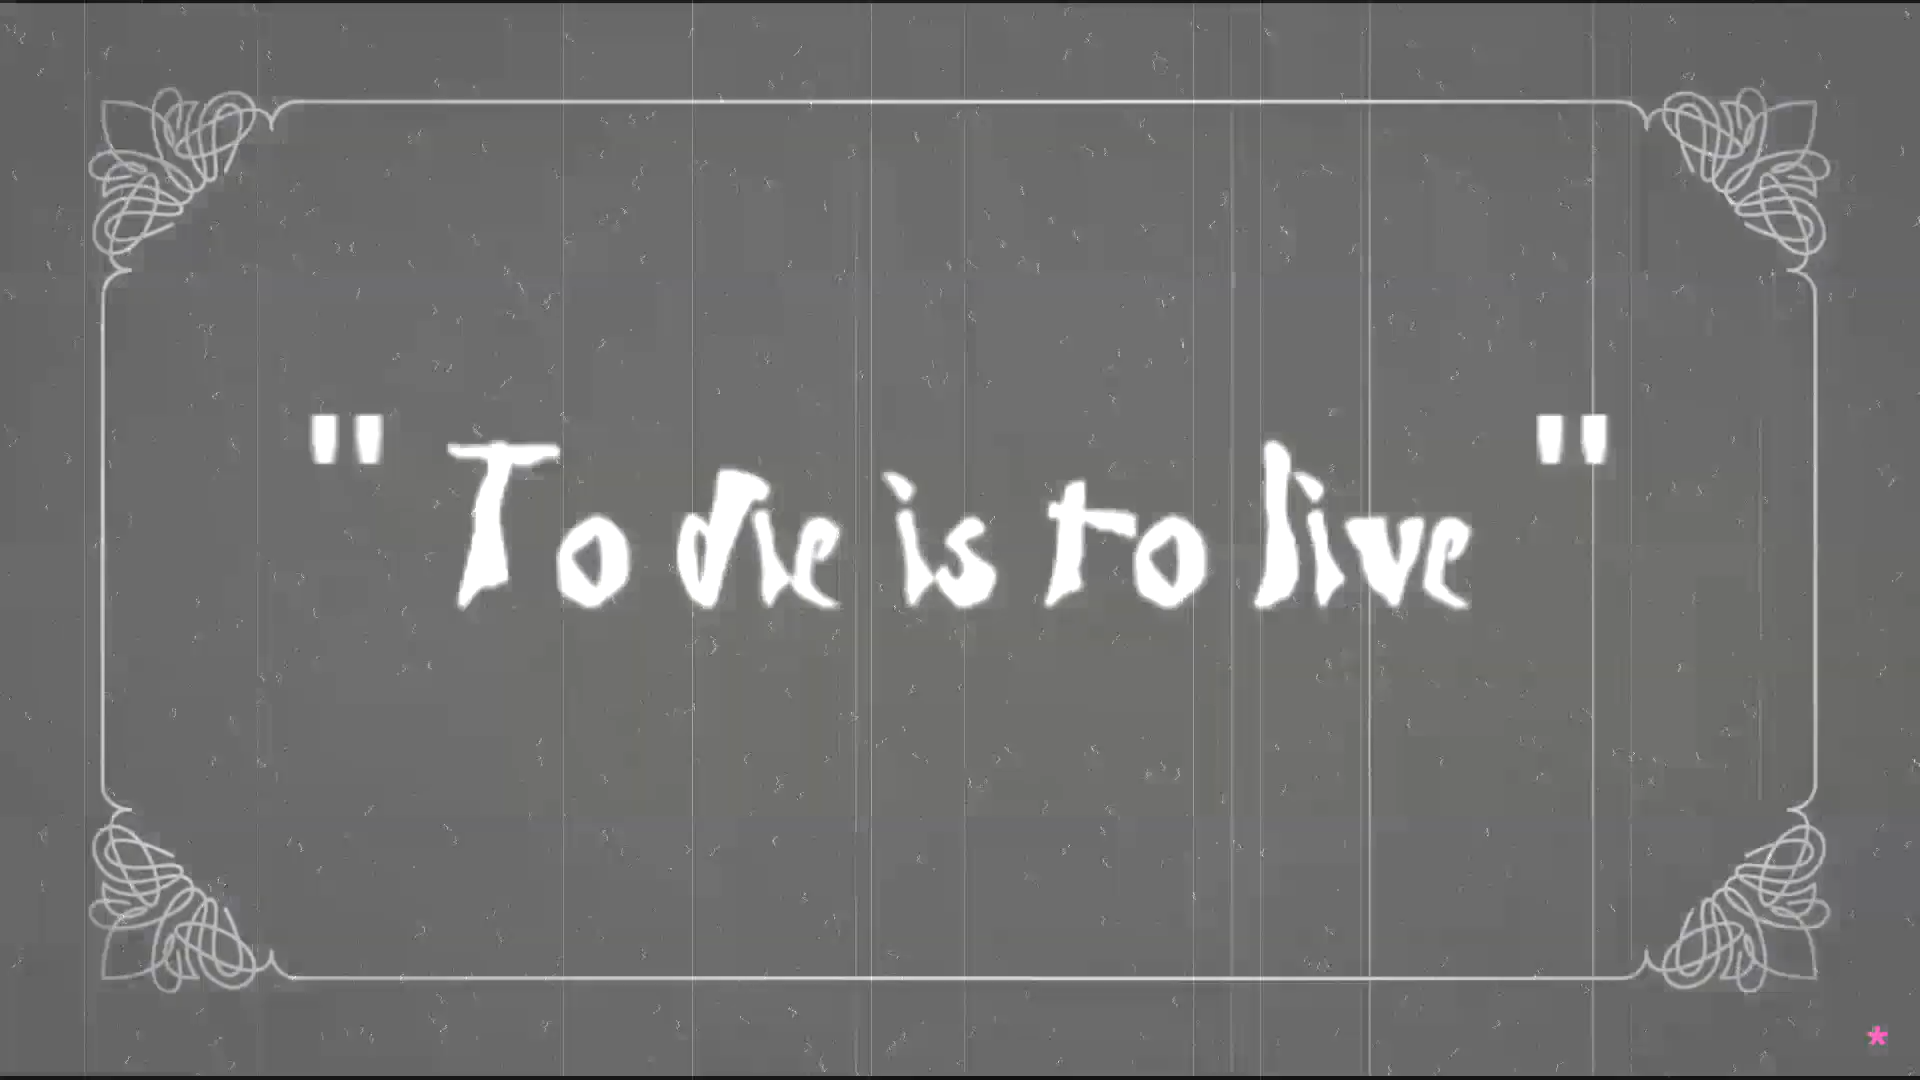 " To die is to live "
*